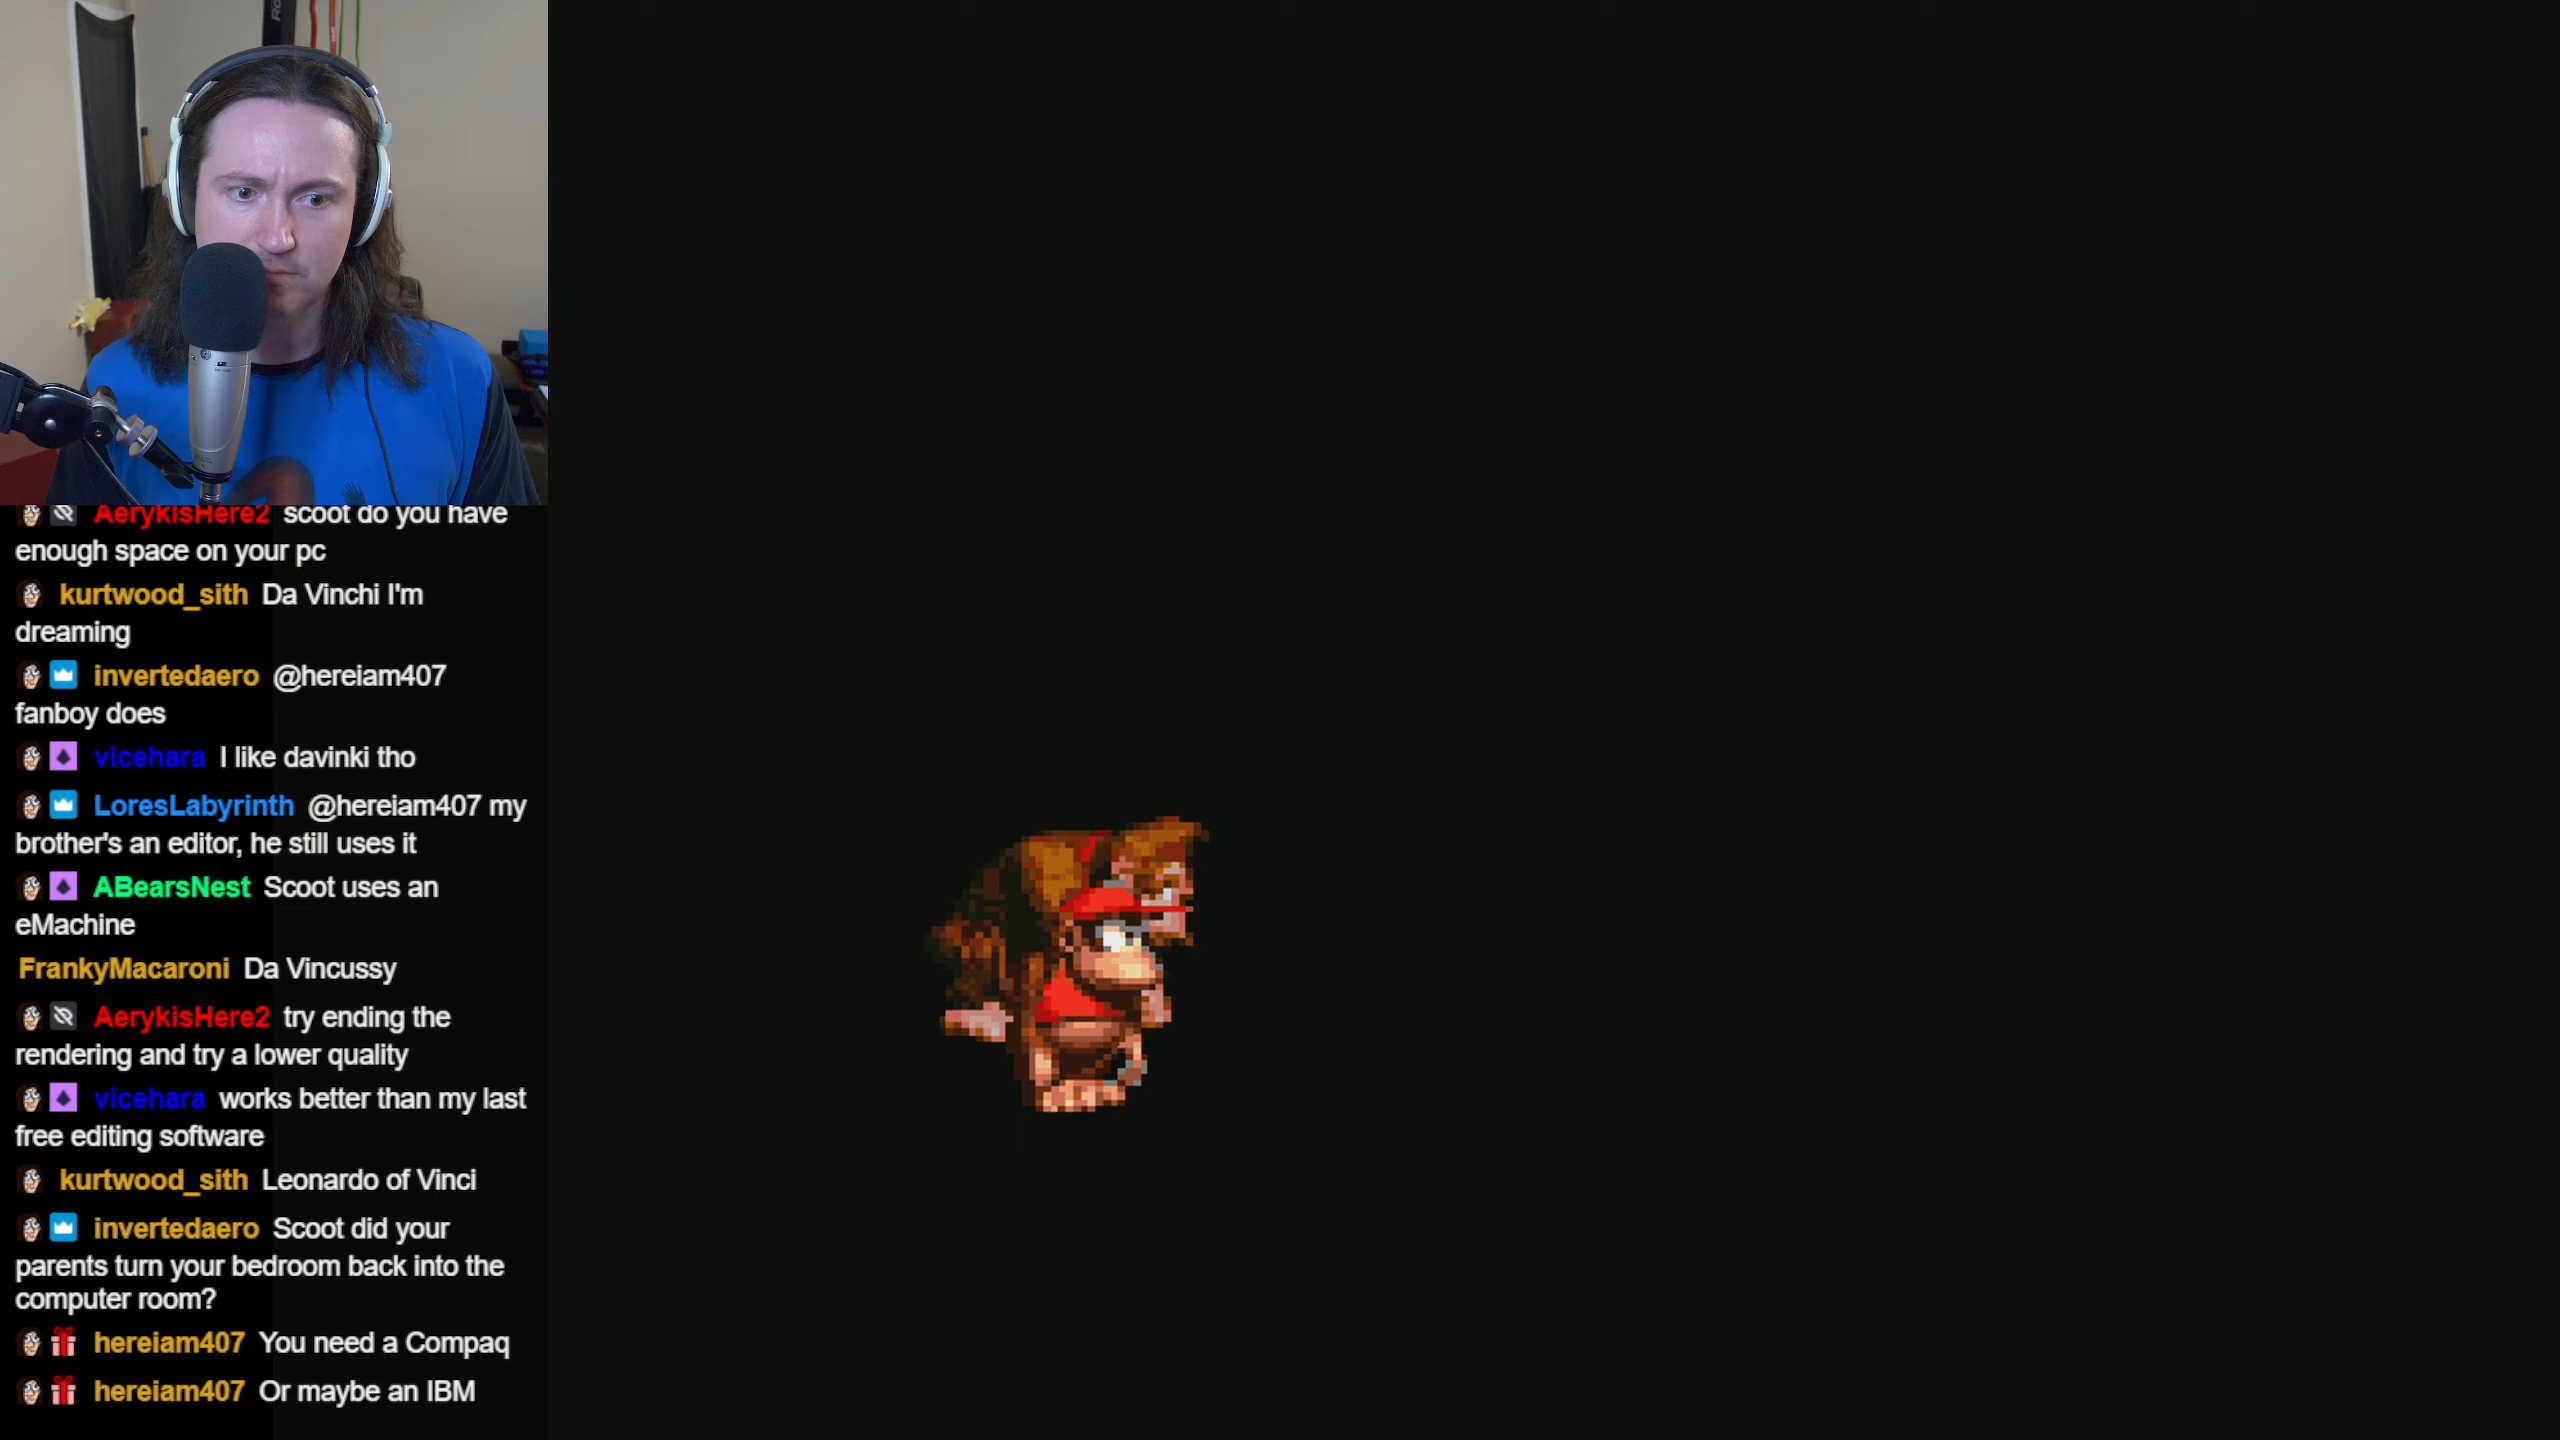 AerykisHere2 scoot do you have
enough space on your pc
kurtwood_sith Da Vinchi I'm
dreaming
invertedaero @hereiam407
fanboy does
vicehara I like davinki tho
LoresLabyrinth @hereiam407 my
brother's an editor, he still uses it
ABearsNest Scoot uses an
eMachine
FrankyMacaroni Da Vincussy
AerykisHere2 try ending the
rendering and try a lower quality
vicehara works better than my last
free editing software
kurtwood_sith Leonardo of Vinci
invertedaero Scoot did your
parents turn your bedroom back into the
computer room?
hereiam407 You need a Compaq
hereiam407 Or maybe an IBM